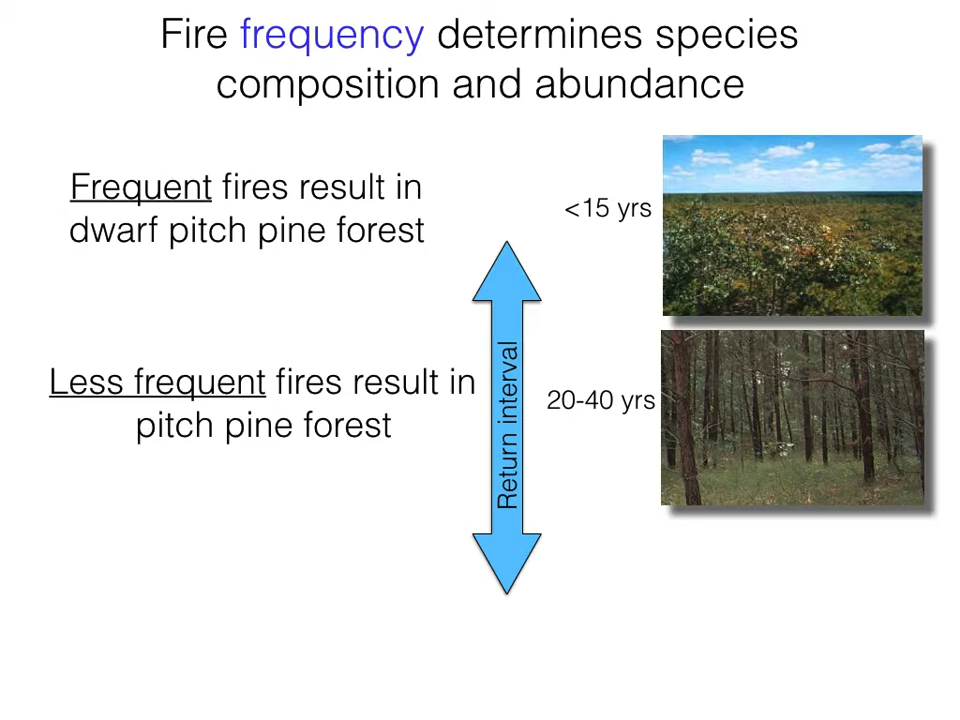 Fire frequency determines species
composition and abundance
Frequent fires result in
dwarf pitch pine forest
<15 yrs
Less frequent fires result in
pitch pine forest
Return interval
20-40 yrs